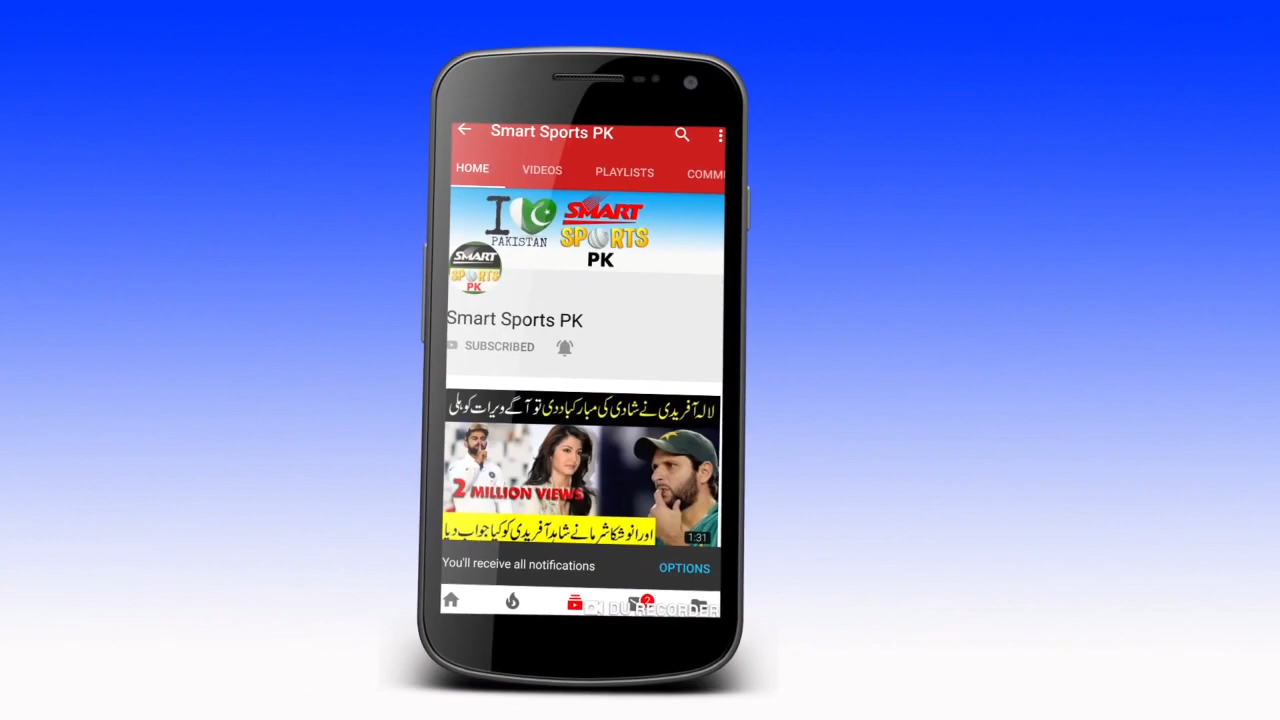 Smart Sports PK
HOME VIDEOS PLAYLISTS COMMU
I PAKISTAN
SMART
SPORTS
PK
SMART
SPORTS
PK
Smart Sports PK
SUBSCRIBED
لالہ آفریدی نے شادی کی مبارکباد دی تو آگے ویرات کوہلی
2 MILLION VIEWS
اور انوشکا شرما نے شاہد آفریدی کو کیا جواب دیا
1:31
You'll receive all notifications OPTIONS
2
DU RECORDER